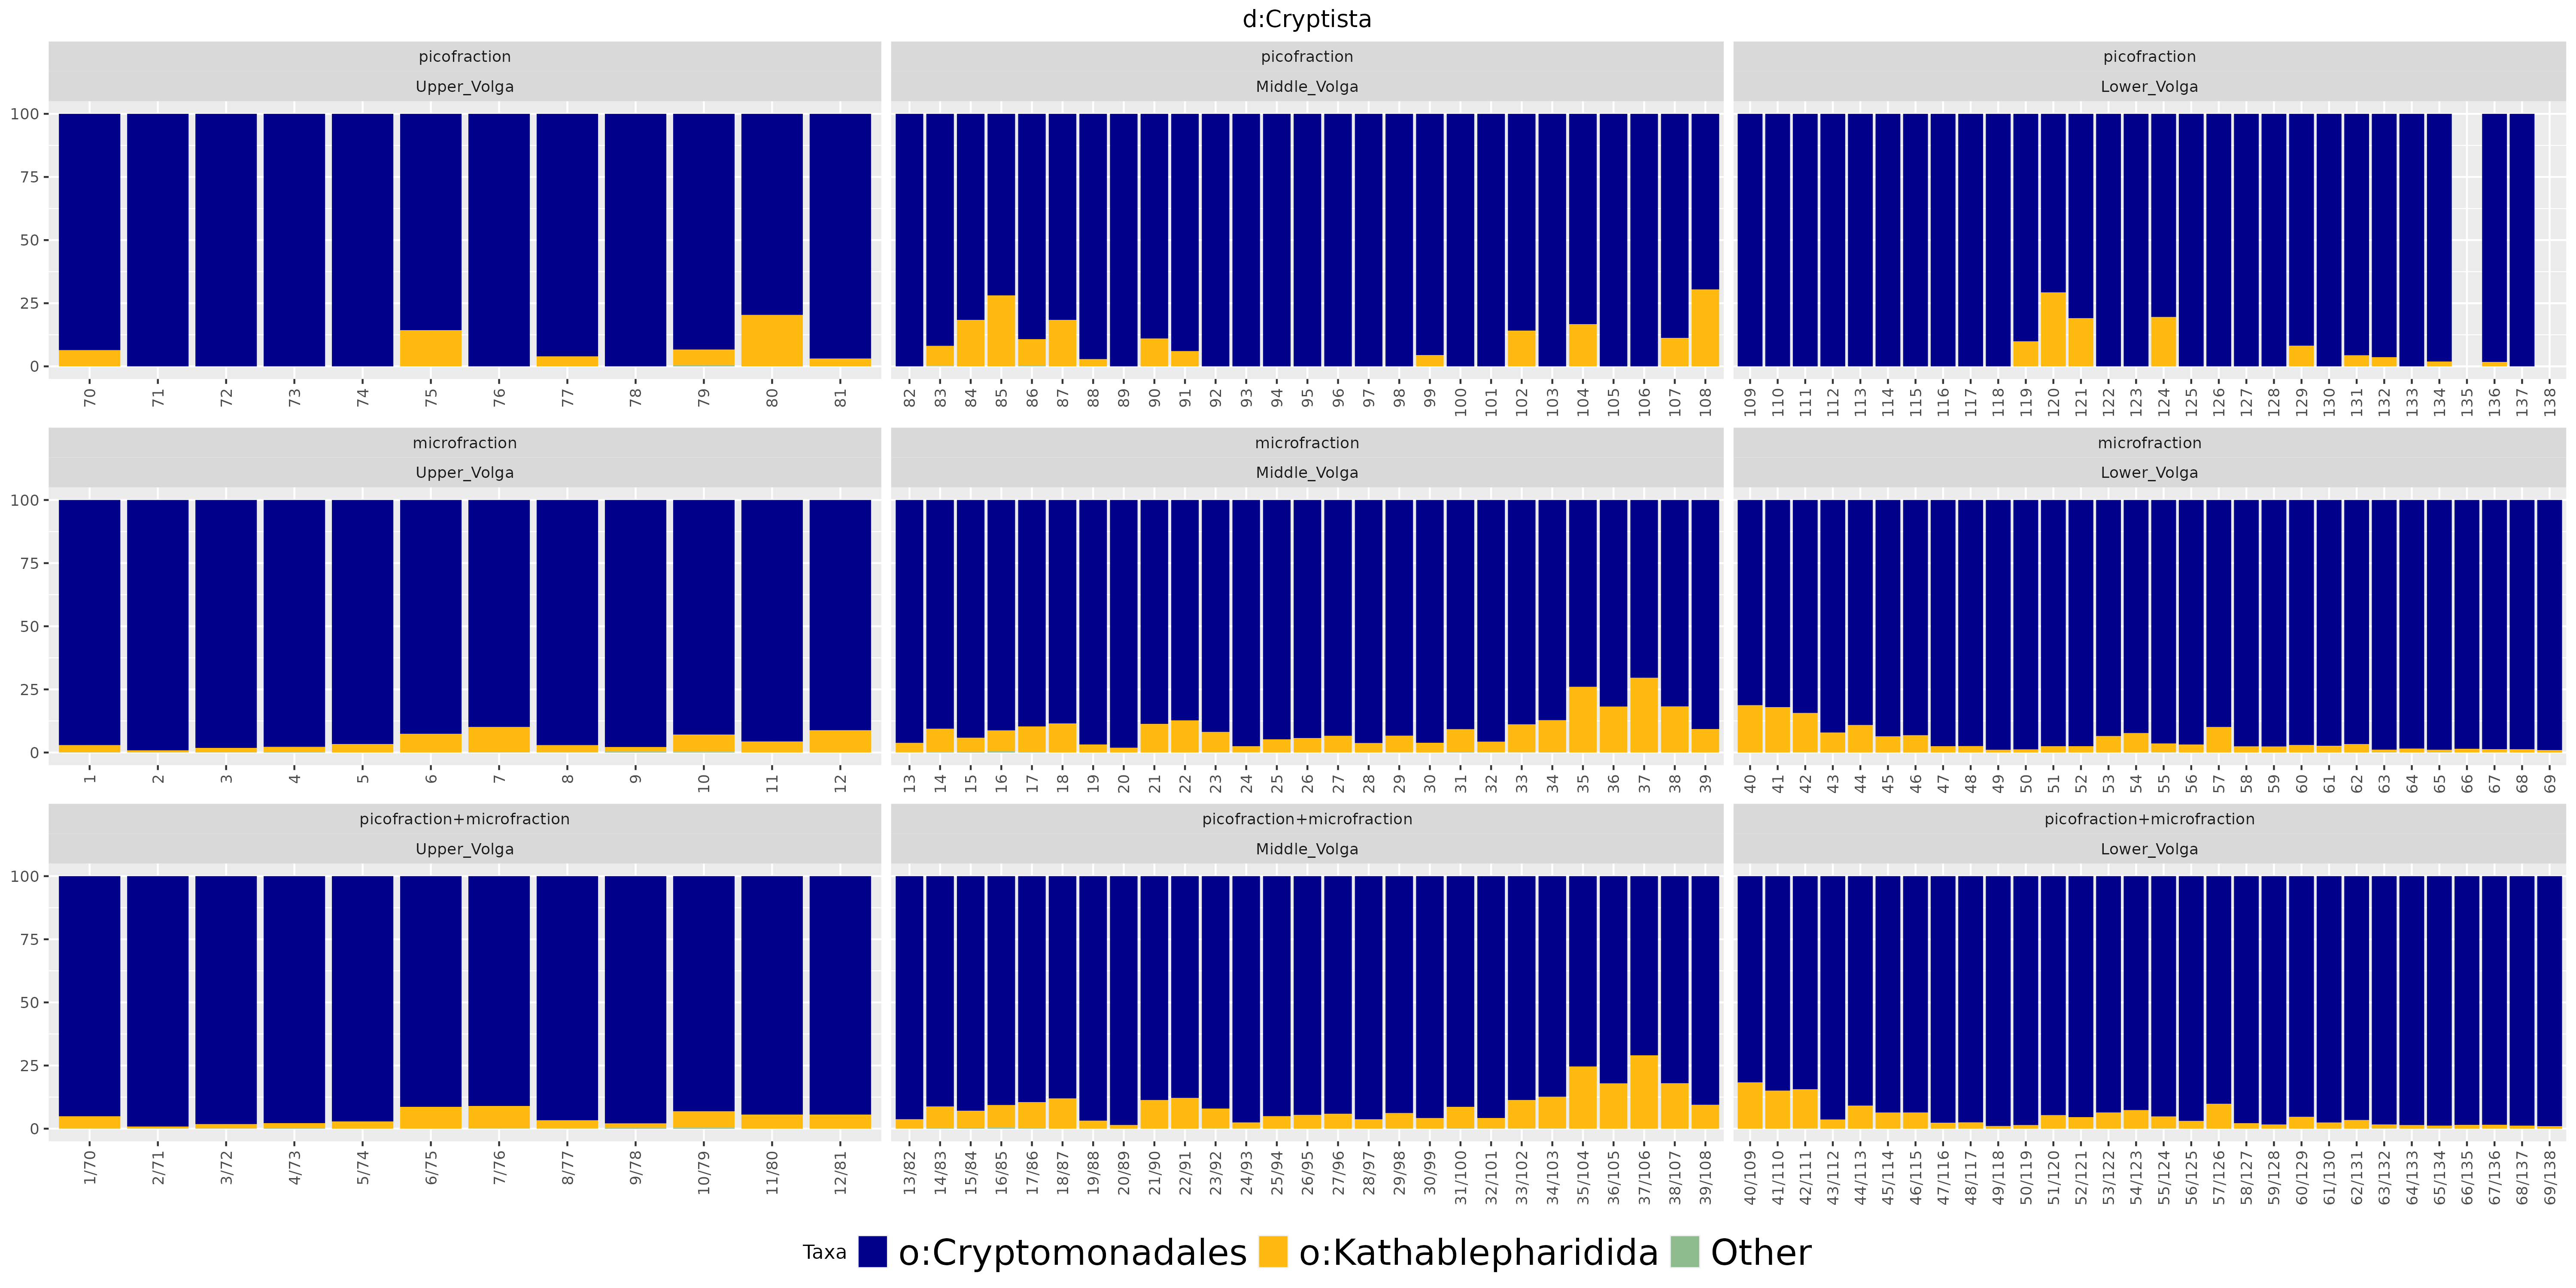 d:Cryptista
picofraction picofraction picofraction
Upper_Volga Middle_Volga Lower_Volga
100
75
50
25
0
70 71 72 73 74 75 76 77 78 79 80 81 82 83 84 85 86 87 88 89 90 91 92 93 94 95 96 97 98 99 100 101 102 103 104 105 106 107 108 109 110 111 112 113 114 115 116 117 118 119 120 121 122 123 124 125 126 127 128 129 130 131 132 133 134 135 136 137 138
microfraction microfraction microfraction
Upper_Volga Middle_Volga Lower_Volga
100
75
50
25
0
1 2 3 4 5 6 7 8 9 10 11 12 13 14 15 16 17 18 19 20 21 22 23 24 25 26 27 28 29 30 31 32 33 34 35 36 37 38 39 40 41 42 43 44 45 46 47 48 49 50 51 52 53 54 55 56 57 58 59 60 61 62 63 64 65 66 67 68 69
picofraction+microfraction picofraction+microfraction picofraction+microfraction
Upper_Volga Middle_Volga Lower_Volga
100
75
50
25
0
1/70 2/71 3/72 4/73 5/74 6/75 7/76 8/77 9/78 10/79 11/80 12/81 13/82 14/83 15/84 16/85 17/86 18/87 19/88 20/89 21/90 22/91 23/92 24/93 25/94 26/95 27/96 28/97 29/98 30/99 31/100 32/101 33/102 34/103 35/104 36/105 37/106 38/107 39/108 40/109 41/110 42/111 43/112 44/113 45/114 46/115 47/116 48/117 49/118 50/119 51/120 52/121 53/122 54/123 55/124 56/125 57/126 58/127 59/128 60/129 61/130 62/131 63/132 64/133 65/134 66/135 67/136 68/137 69/138
Taxa o:Cryptomonadales o:Kathablepharidida Other